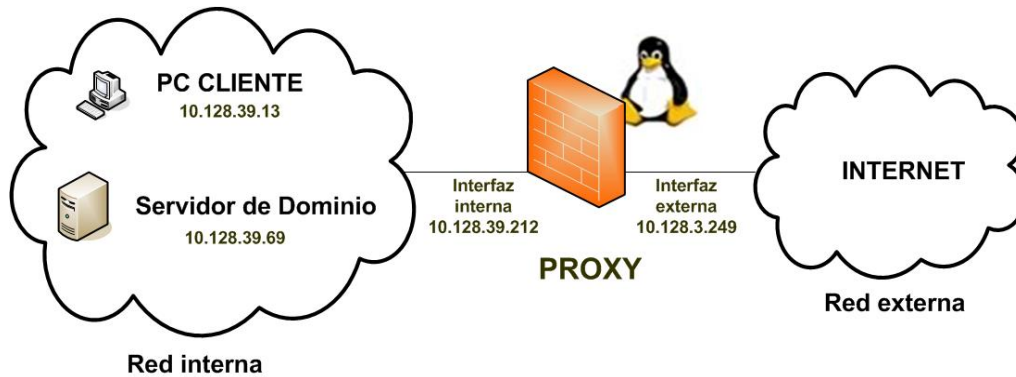 PC CLIENTE
10.128.39.13
Servidor de Dominio
10.128.39.69
Red interna
Interfaz
interna
10.128.39.212
PROXY
Interfaz
externa
10.128.3.249
INTERNET
Red externa